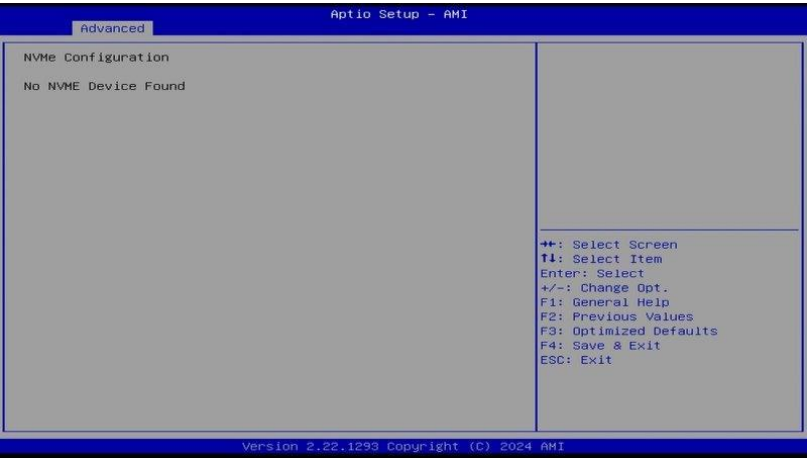 Aptio Setup - AMI
Advanced
NVMe Configuration
No NVME Device Found
→←: Select Screen
↑↓: Select Item
Enter: Select
+/-: Change Opt.
F1: General Help
F2: Previous Values
F3: Optimized Defaults
F4: Save & Exit
ESC: Exit
Version 2.22.1293 Copyright (C) 2024 AMI